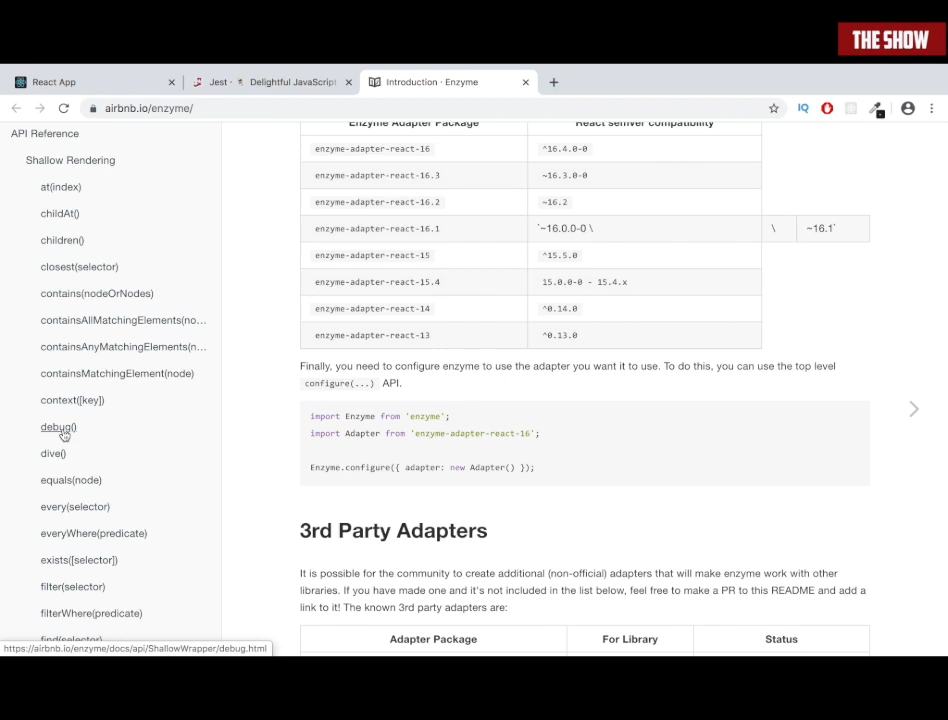 THE SHOW
React App
Jest · 🃏 Delightful JavaScript
Introduction · Enzyme
airbnb.io/enzyme/
API Reference
Shallow Rendering
at(index)
childAt()
children()
closest(selector)
contains(nodeOrNodes)
containsAllMatchingElements(no...
containsAnyMatchingElements(n...
containsMatchingElement(node)
context([key])
debug()
dive()
equals(node)
every(selector)
everyWhere(predicate)
exists([selector])
filter(selector)
filterWhere(predicate)
find(selector)
https://airbnb.io/enzyme/docs/api/ShallowWrapper/debug.html
Enzyme Adapter Package React semver compatibility
enzyme-adapter-react-16 ^16.4.0-0
enzyme-adapter-react-16.3 ~16.3.0-0
enzyme-adapter-react-16.2 ~16.2
enzyme-adapter-react-16.1 `~16.0.0-0 \ \ ~16.1`
enzyme-adapter-react-15 ^15.5.0
enzyme-adapter-react-15.4 15.0.0-0 - 15.4.x
enzyme-adapter-react-14 ^0.14.0
enzyme-adapter-react-13 ^0.13.0
Finally, you need to configure enzyme to use the adapter you want it to use. To do this, you can use the top level
configure(...) API.
import Enzyme from 'enzyme';
import Adapter from 'enzyme-adapter-react-16';
Enzyme.configure({ adapter: new Adapter() });
3rd Party Adapters
It is possible for the community to create additional (non-official) adapters that will make enzyme work with other
libraries. If you have made one and it's not included in the list below, feel free to make a PR to this README and add a
link to it! The known 3rd party adapters are:
Adapter Package For Library Status